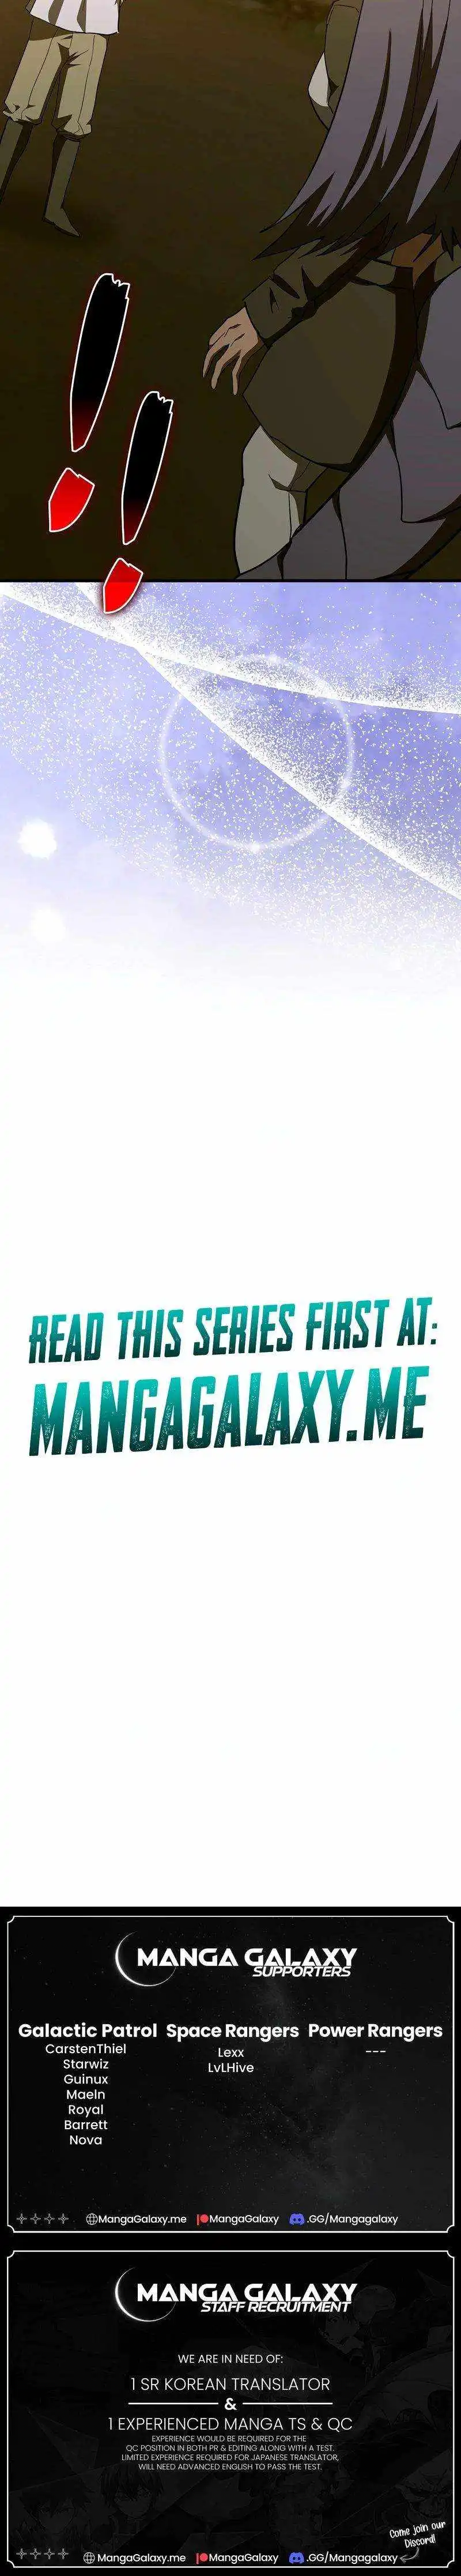 !!
READ THIS SERIES FIRST AT:
MANGAGALAXY.ME
MANGA GALAXY
SUPPORTERS
Galactic Patrol
CarstenThiel
Starwiz
Guinux
Maeln
Royal
Barrett
Nova
Space Rangers
Lexx
LvLHive
Power Rangers
---
MangaGalaxy.me MangaGalaxy .GG/Mangagalaxy
MANGA GALAXY
STAFF RECRUITMENT
WE ARE IN NEED OF:
1 SR KOREAN TRANSLATOR
&
1 EXPERIENCED MANGA TS & QC
EXPERIENCE WOULD BE REQUIRED FOR THE
QC POSITION IN BOTH PR & EDITING ALONG WITH A TEST.
LIMITED EXPERIENCE REQUIRED FOR JAPANESE TRANSLATOR,
WILL NEED ADVANCED ENGLISH TO PASS THE TEST.
Come join our
Discord!
MangaGalaxy.me MangaGalaxy .GG/Mangagalaxy